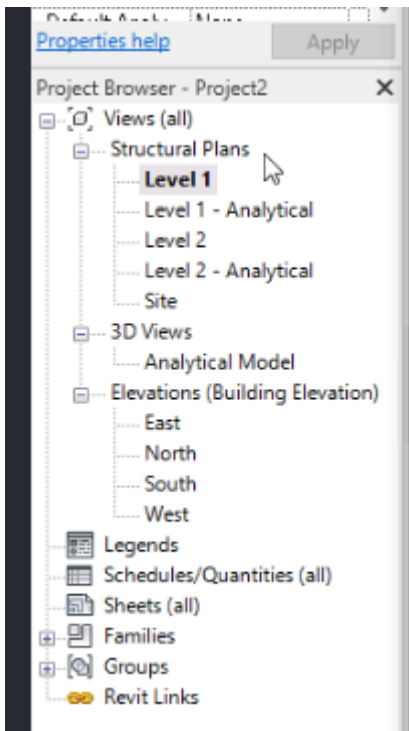 Properties help Apply
Project Browser - Project2
Views (all)
Structural Plans
Level 1
Level 1 - Analytical
Level 2
Level 2 - Analytical
Site
3D Views
Analytical Model
Elevations (Building Elevation)
East
North
South
West
Legends
Schedules/Quantities (all)
Sheets (all)
Families
Groups
Revit Links